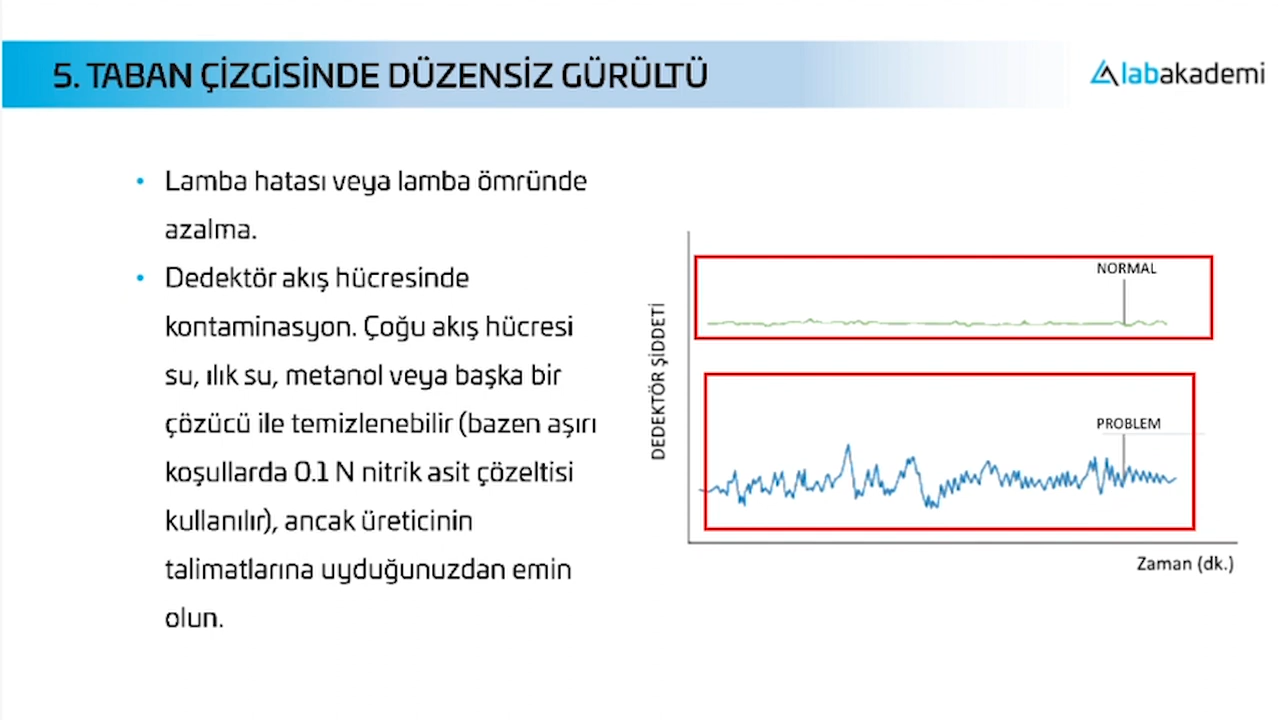 5. TABAN ÇİZGİSİNDE DÜZENSİZ GÜRÜLTÜ
labakademi
• Lamba hatası veya lamba ömründe
azalma.
• Dedektör akış hücresinde
kontaminasyon. Çoğu akış hücresi
su, ılık su, metanol veya başka bir
çözücü ile temizlenebilir (bazen aşırı
koşullarda 0.1 N nitrik asit çözeltisi
kullanılır), ancak üreticinin
talimatlarına uyduğunuzdan emin
olun.
DEDEKTÖR ŞİDDETİ
NORMAL
PROBLEM
Zaman (dk.)